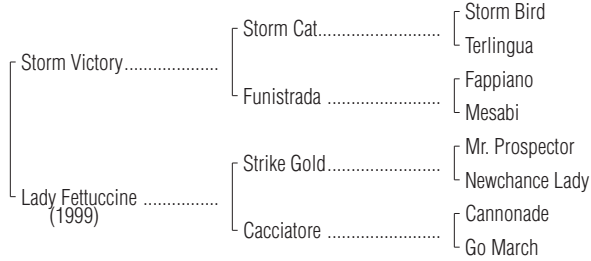 Storm Bird
Storm Cat..........................
Terlingua
Storm Victory....................
Fappiano
Funistrada ........................
Mesabi
Mr. Prospector
Strike Gold........................
Newchance Lady
Lady Fettuccine ................
(1999)
Cannonade
Cacciatore ........................
Go March